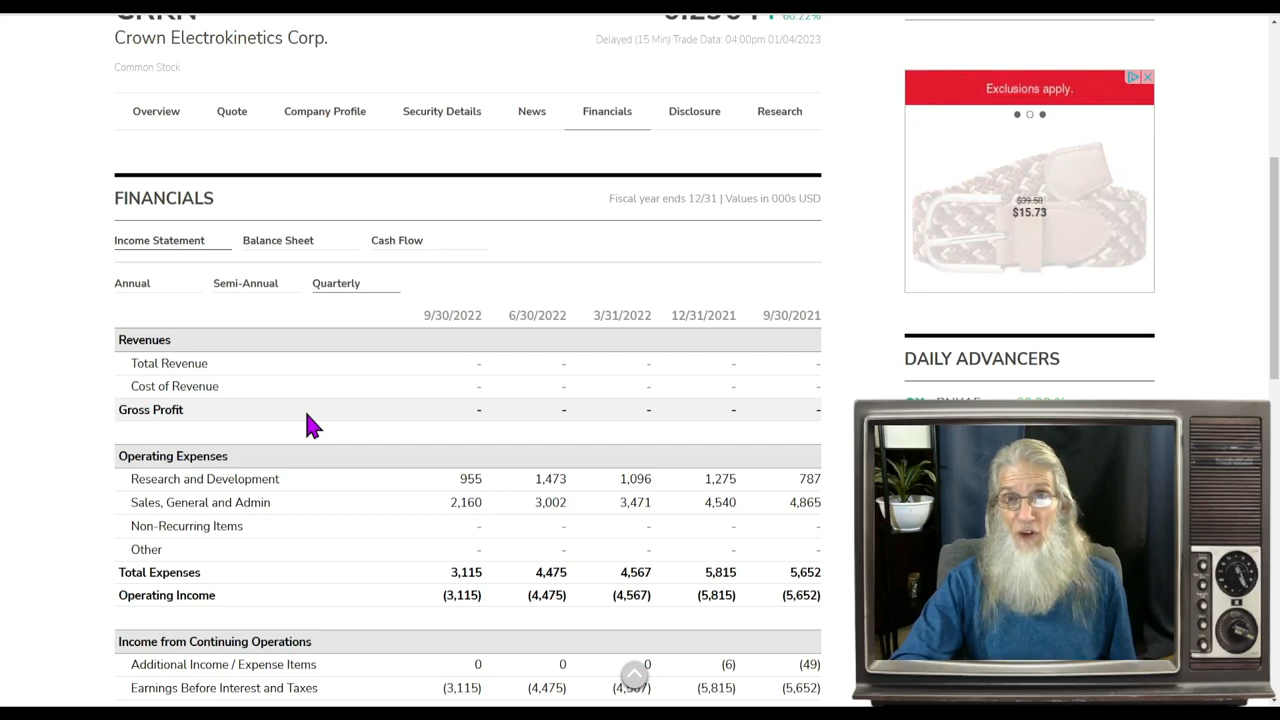 Crown Electrokinetics Corp.
60.22%
Delayed (15 Min) Trade Data: 04:00pm 01/04/2023
Common Stock
Overview Quote Company Profile Security Details News Financials Disclosure Research
FINANCIALS
Fiscal year ends 12/31 | Values in 000s USD
Income Statement Balance Sheet Cash Flow
Annual Semi-Annual Quarterly
9/30/2022 6/30/2022 3/31/2022 12/31/2021 9/30/2021
Revenues
Total Revenue - - - - -
Cost of Revenue - - - - -
Gross Profit - - - - -
Operating Expenses
Research and Development 955 1,473 1,096 1,275 787
Sales, General and Admin 2,160 3,002 3,471 4,540 4,865
Non-Recurring Items - - - - -
Other - - - - -
Total Expenses 3,115 4,475 4,567 5,815 5,652
Operating Income (3,115) (4,475) (4,567) (5,815) (5,652)
Income from Continuing Operations
Additional Income / Expense Items 0 0 0 (6) (49)
Earnings Before Interest and Taxes (3,115) (4,475) (4,567) (5,815) (5,652)
Exclusions apply.
$39.50
$15.73
DAILY ADVANCERS